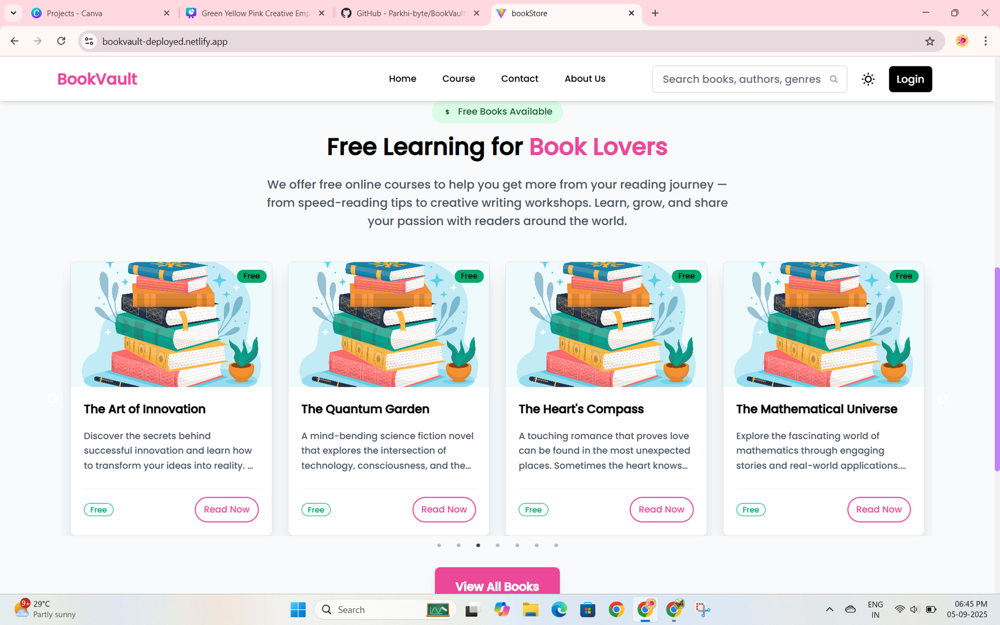 Projects - Canva
Green Yellow Pink Creative Emp
GitHub - Parkhi-byte/BookVault
bookStore
bookvault-deployed.netlify.app
BookVault
Home
Course
Contact
About Us
Search books, authors, genres
Login
$ Free Books Available
Free Learning for Book Lovers
We offer free online courses to help you get more from your reading journey —
from speed-reading tips to creative writing workshops. Learn, grow, and share
your passion with readers around the world.
Free
The Art of Innovation
Discover the secrets behind
successful innovation and learn how
to transform your ideas into reality. ...
Free
Read Now
Free
The Quantum Garden
A mind-bending science fiction novel
that explores the intersection of
technology, consciousness, and the...
Free
Read Now
Free
The Heart's Compass
A touching romance that proves love
can be found in the most unexpected
places. Sometimes the heart knows...
Free
Read Now
Free
The Mathematical Universe
Explore the fascinating world of
mathematics through engaging
stories and real-world applications....
Free
Read Now
View All Books
9+
29°C
Partly sunny
Search
ENG
IN
06:45 PM
05-09-2025